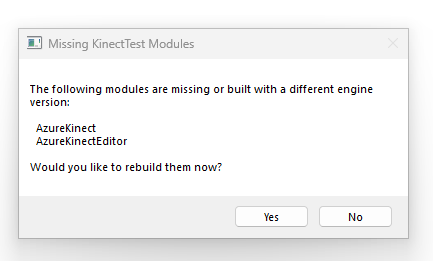 Missing KinectTest Modules
The following modules are missing or built with a different engine
version:
AzureKinect
AzureKinectEditor
Would you like to rebuild them now?
Yes
No